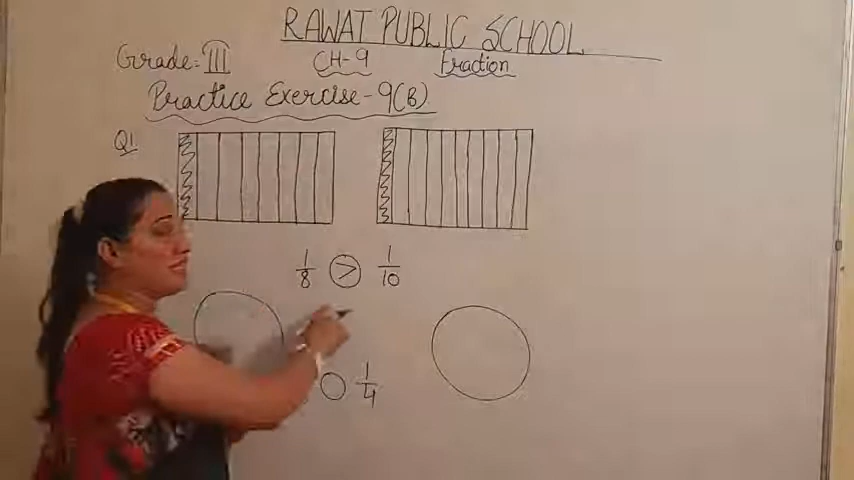 RAWAT PUBLIC SCHOOL
Grade:- III CH-9 Fraction
Practice Exercise-9(B)
Q1
1/8 > 1/10
1/4